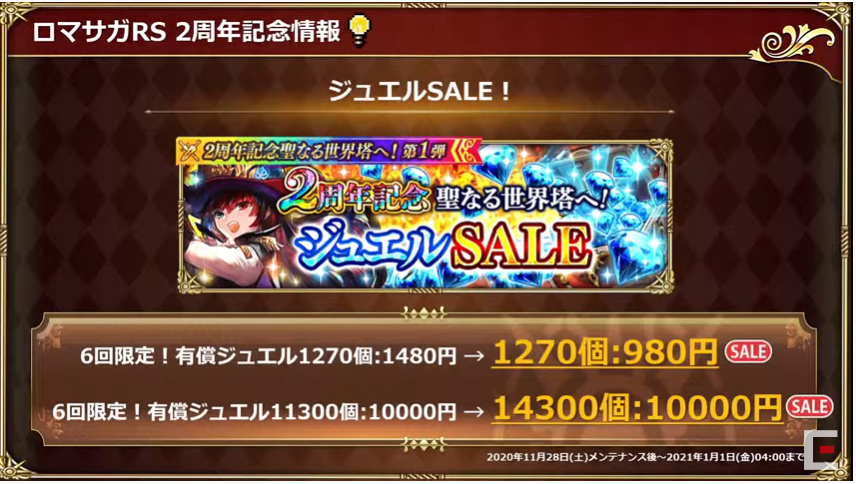 ロマサガRS 2周年記念情報
ジュエルSALE！
2周年記念聖なる世界塔へ！第1弾
2周年記念 聖なる世界塔へ！
ジュエルSALE
6回限定！有償ジュエル1270個:1480円 → 1270個:980円 SALE
6回限定！有償ジュエル11300個:10000円 → 14300個:10000円 SALE
2020年11月28日(土)メンテナンス後～2021年1月1日(金)04:00まで